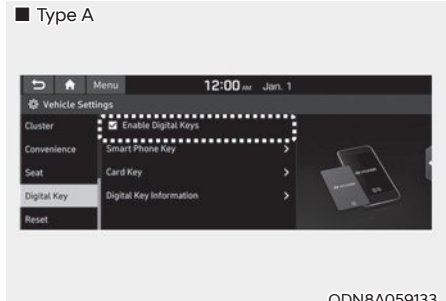 ■ Type A
Menu
12:00 AM Jan. 1
Vehicle Settings
Cluster
Enable Digital Keys
Convenience
Smart Phone Key
Seat
Card Key
Digital Key
Digital Key Information
Reset
ODN8A059133